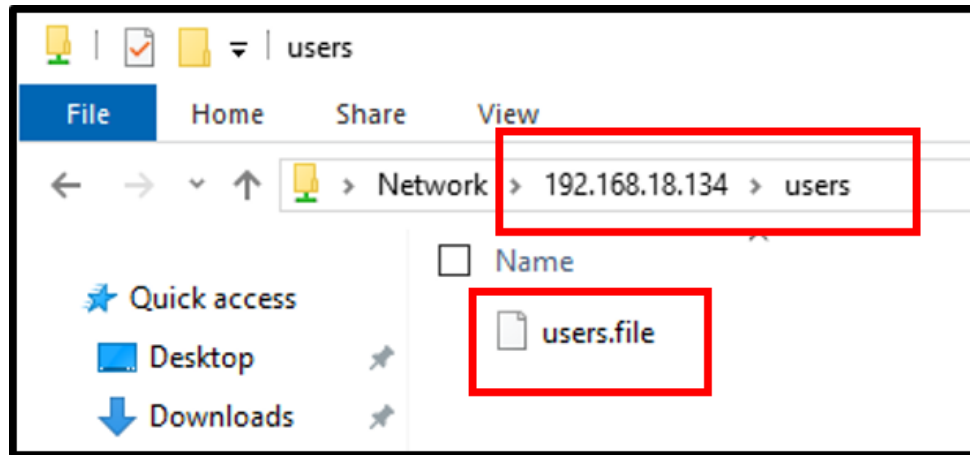 users
File Home Share View
Network > 192.168.18.134 > users
Name
Quick access
users.file
Desktop
Downloads